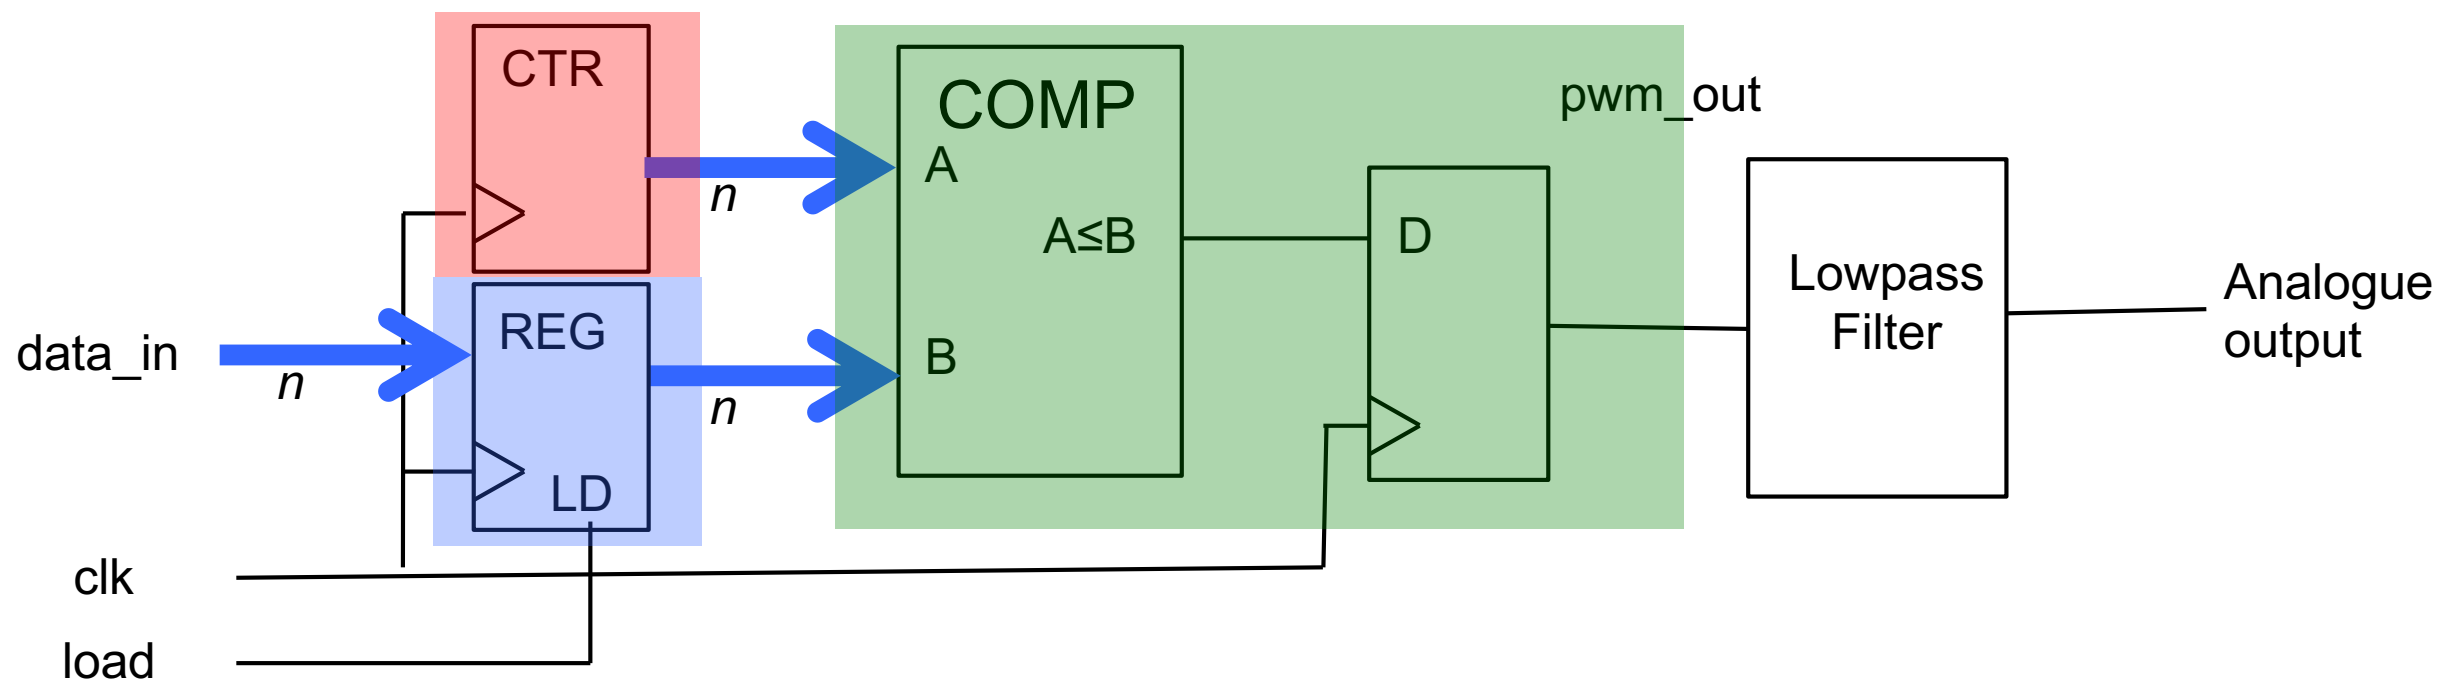 CTR
COMP
pwm_out
A
n
A≤B
D
Lowpass
Filter
Analogue
output
data_in
n
REG
B
n
LD
clk
load